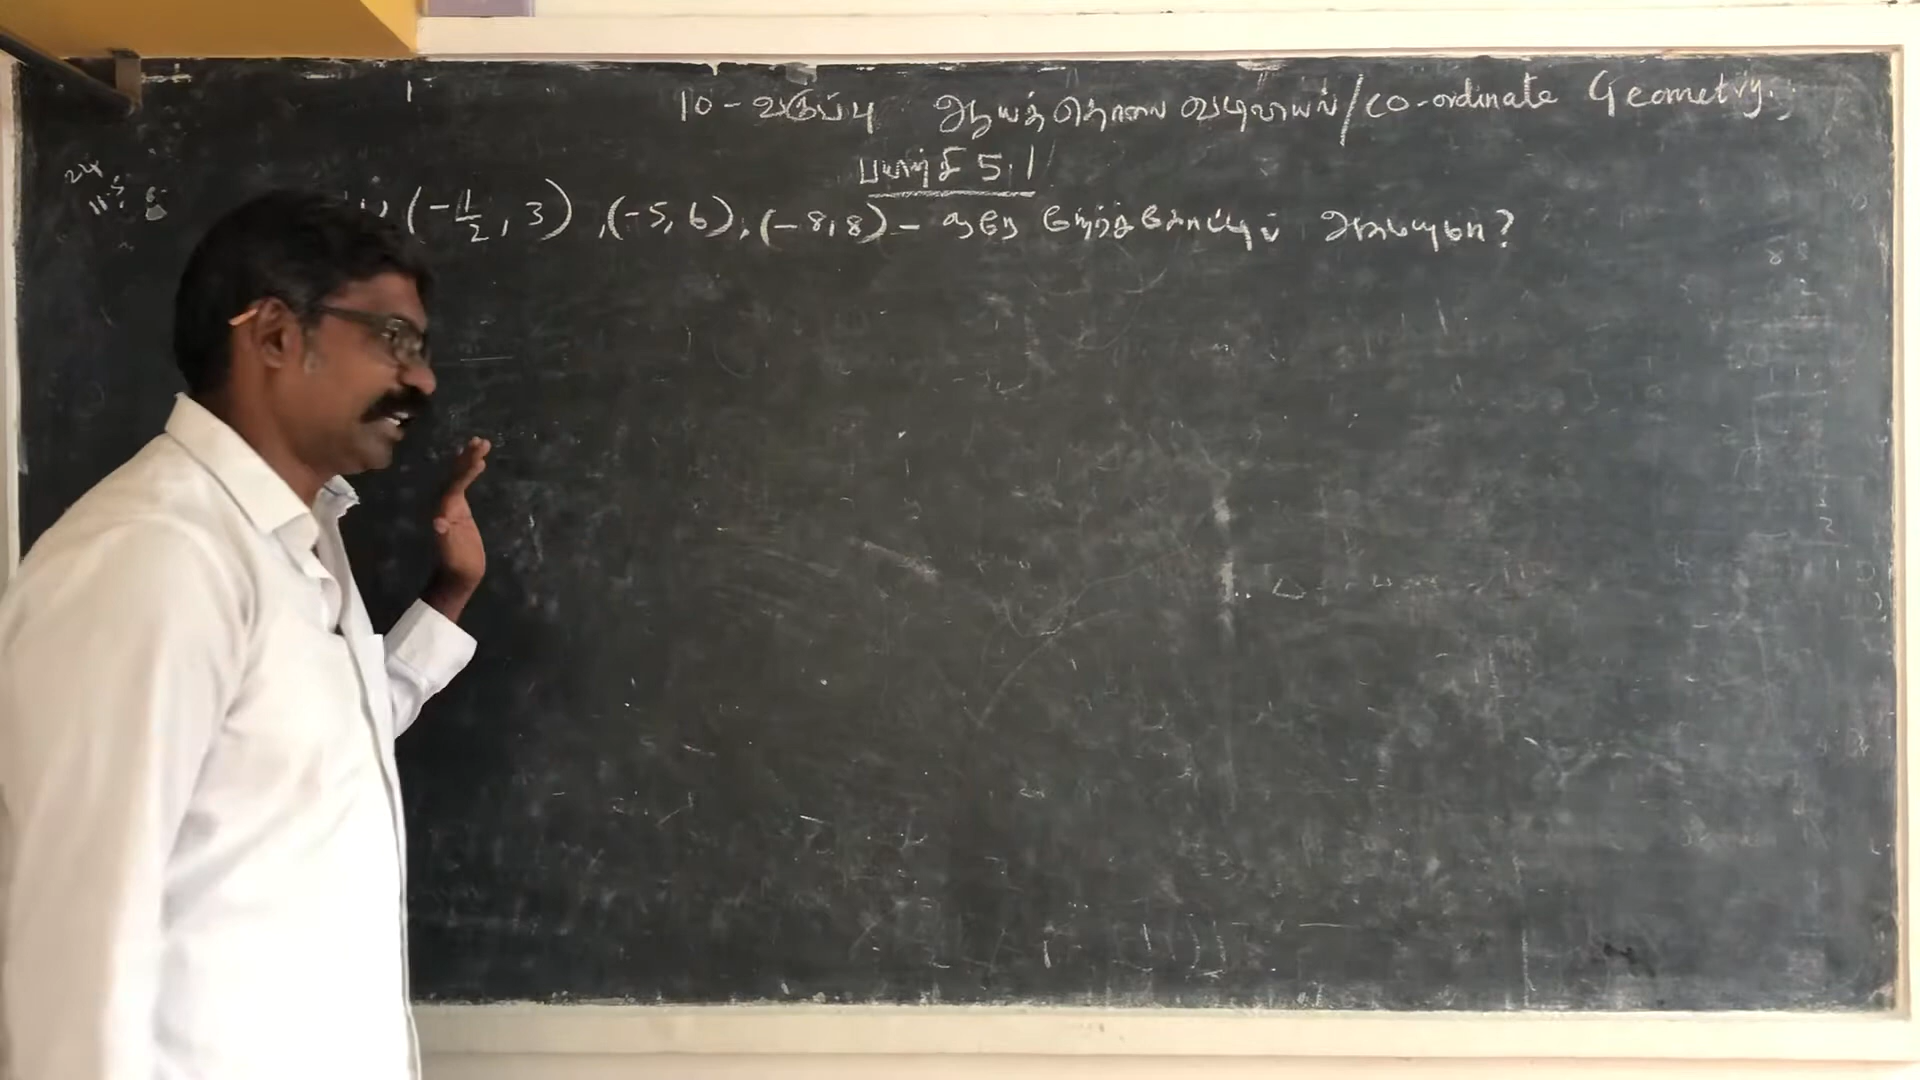 10 - வகுப்பு ஆயத்தொலை வடிவியல் / co-ordinate Geometry.
பயிற்சி 5.1
(-1/2, 3), (-5, 6), (-8, 8) - ஒரே நேர்க்கோட்டில் அமையுமா?